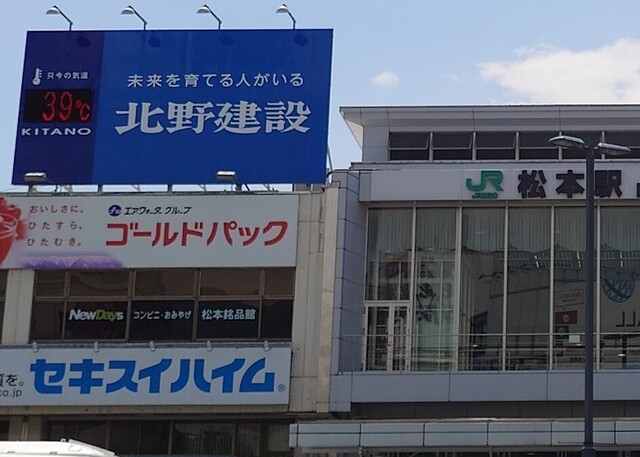 只今の気温
39℃
KITANO
未来を育てる人がいる
北野建設
JR
松本駅
おいしさに、
ひたすら、
ひたむき。
エア・ウォーターグループ
ゴールドパック
NewDays
コンビニ・おみやげ
松本銘品館
を。
co.jp
セキスイハイム®